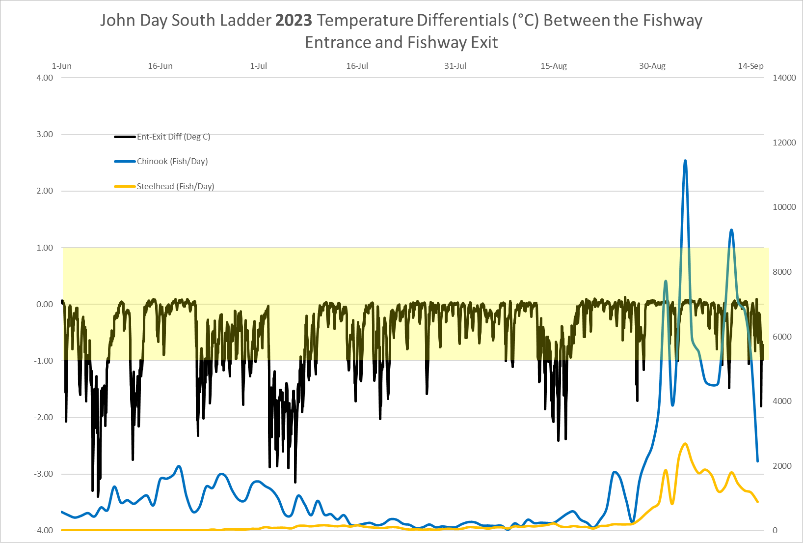 John Day South Ladder 2023 Temperature Differentials (°C) Between the Fishway
Entrance and Fishway Exit
1-Jun 16-Jun 1-Jul 16-Jul 31-Jul 15-Aug 30-Aug 14-Sep
4.00 14000
3.00 12000
Ent-Exit Diff (Deg C)
Chinook (Fish/Day)
Steelhead (Fish/Day)
2.00 10000
1.00 8000
0.00 6000
-1.00 4000
-2.00 2000
-3.00 0
-4.00